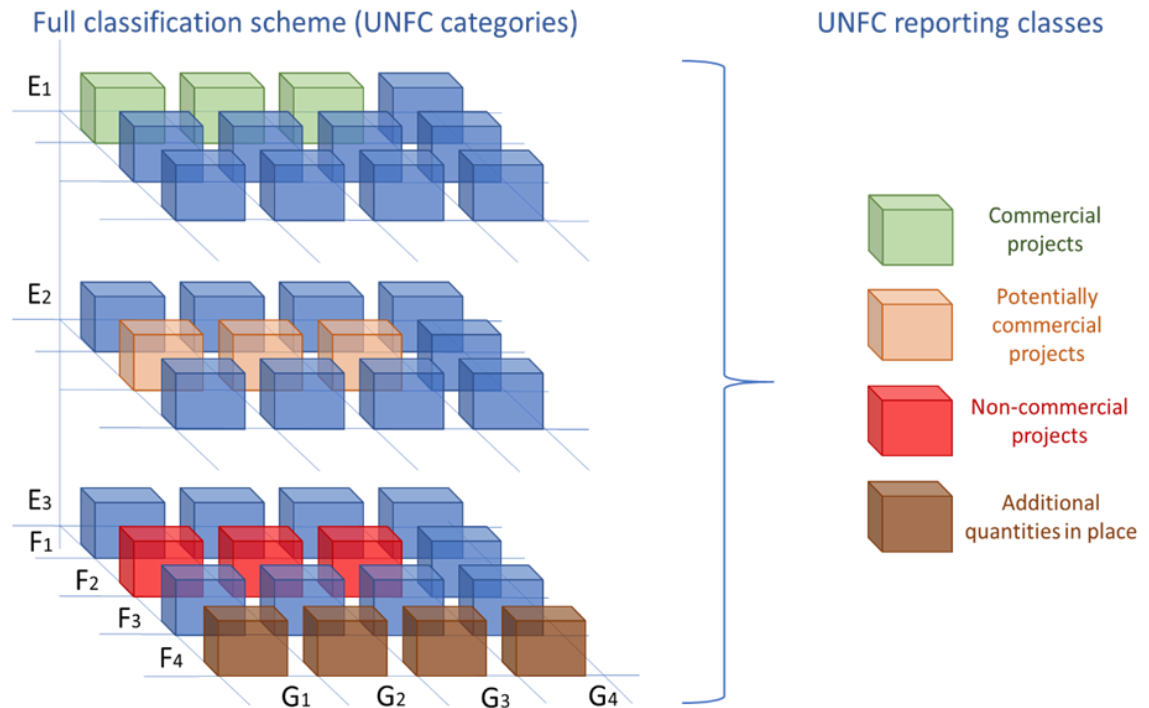 Full classification scheme (UNFC categories)
UNFC reporting classes
E1
E2
E3
F1
F2
F3
F4
G1
G2
G3
G4
Commercial
projects
Potentially
commercial
projects
Non-commercial
projects
Additional
quantities in place